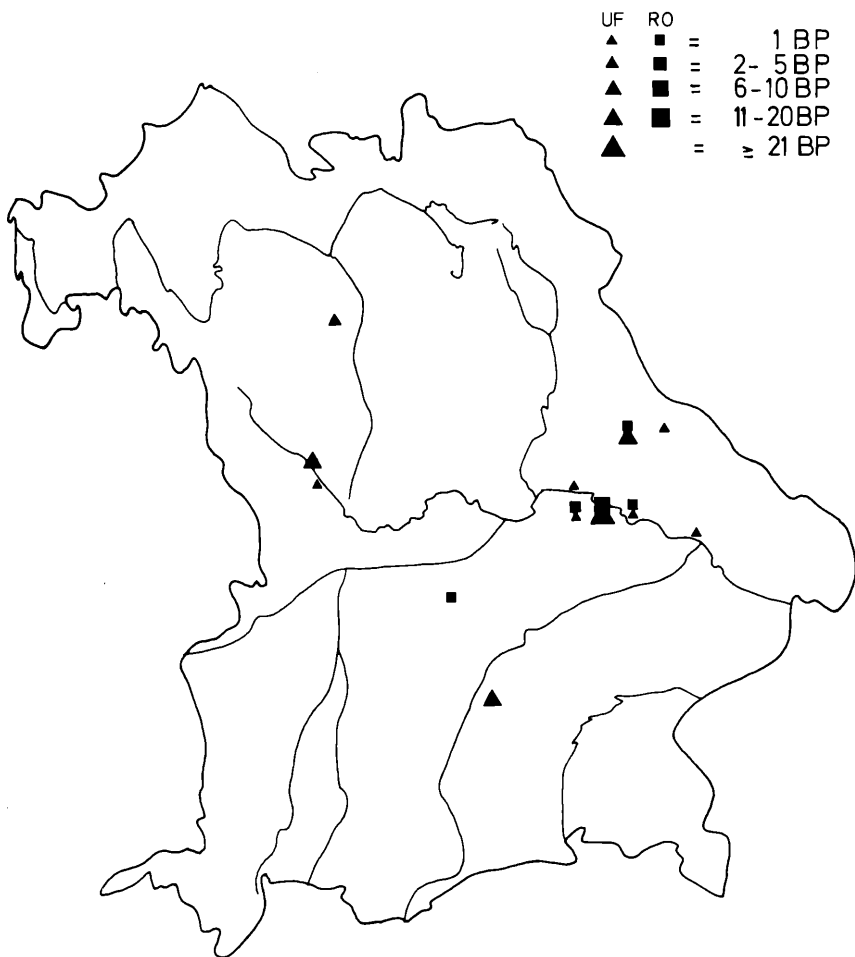 UF RO
▲ ■ = 1 BP
▲ ■ = 2-5 BP
▲ ■ = 6-10 BP
▲ ■ = 11-20 BP
▲ = ≥ 21 BP